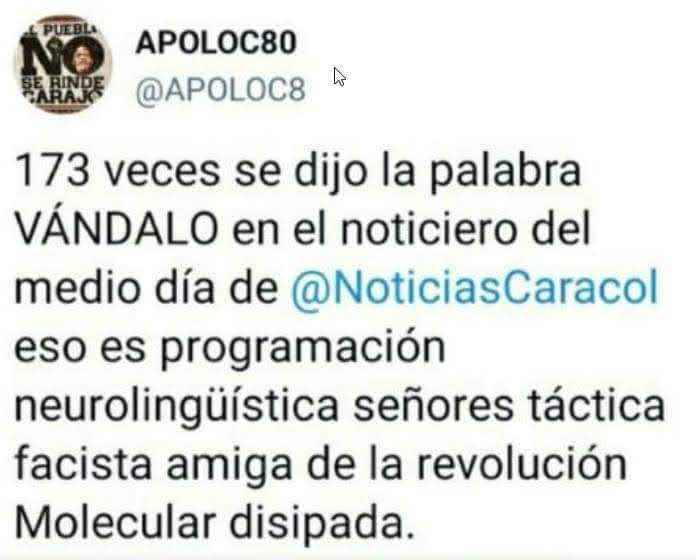 EL PUEBLO
NO
SE RINDE
CARAJO
APOLOC80
@APOLOC8
173 veces se dijo la palabra
VÁNDALO en el noticiero del
medio día de @NoticiasCaracol
eso es programación
neurolingüística señores táctica
facista amiga de la revolución
Molecular disipada.